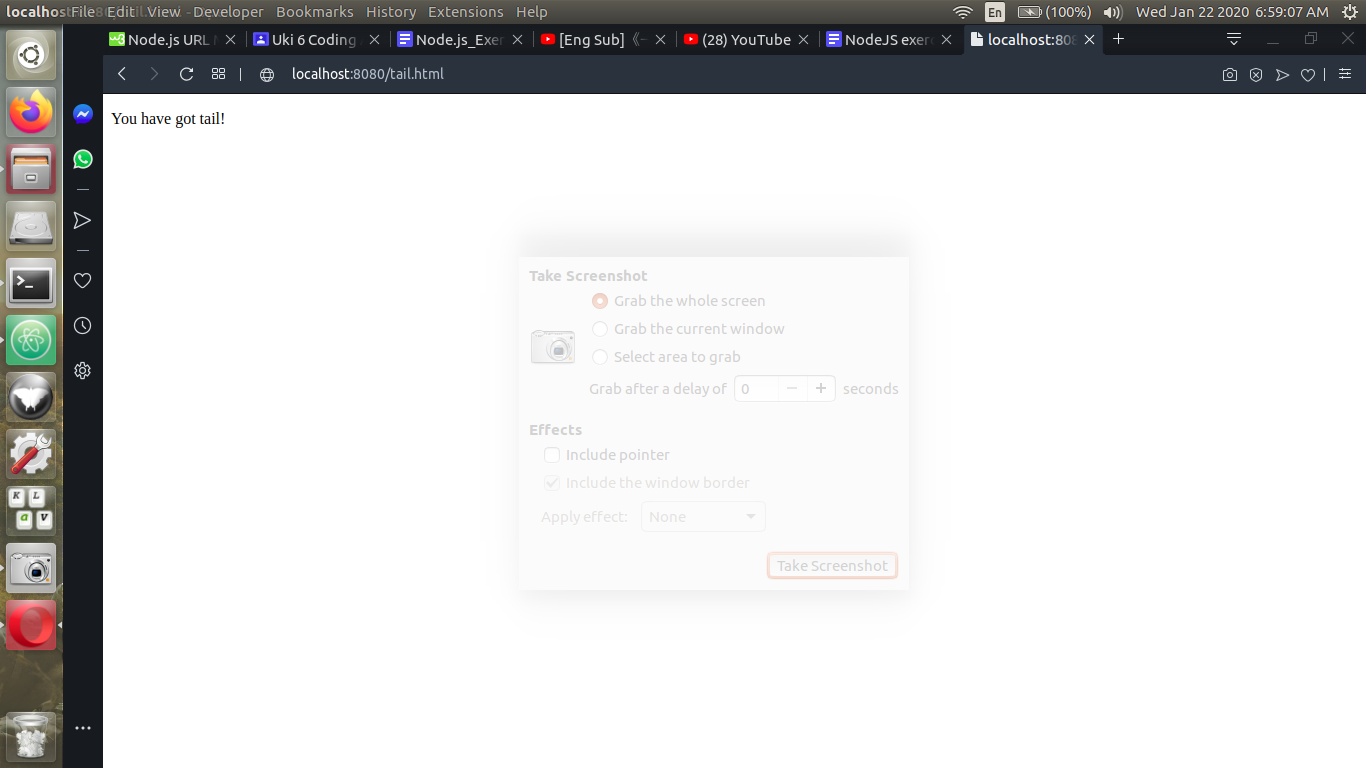 localhos File Edit View Developer Bookmarks History Extensions Help
En (100%) Wed Jan 22 2020 6:59:07 AM
Node.js URL M Uki 6 Coding Node.js_Exer [Eng Sub]《一 (28) YouTube NodeJS exer localhost:808
localhost:8080/tail.html
You have got tail!
Take Screenshot
Grab the whole screen
Grab the current window
Select area to grab
Grab after a delay of 0 − + seconds
Effects
Include pointer
Include the window border
Apply effect: None
Take Screenshot
K L
a v